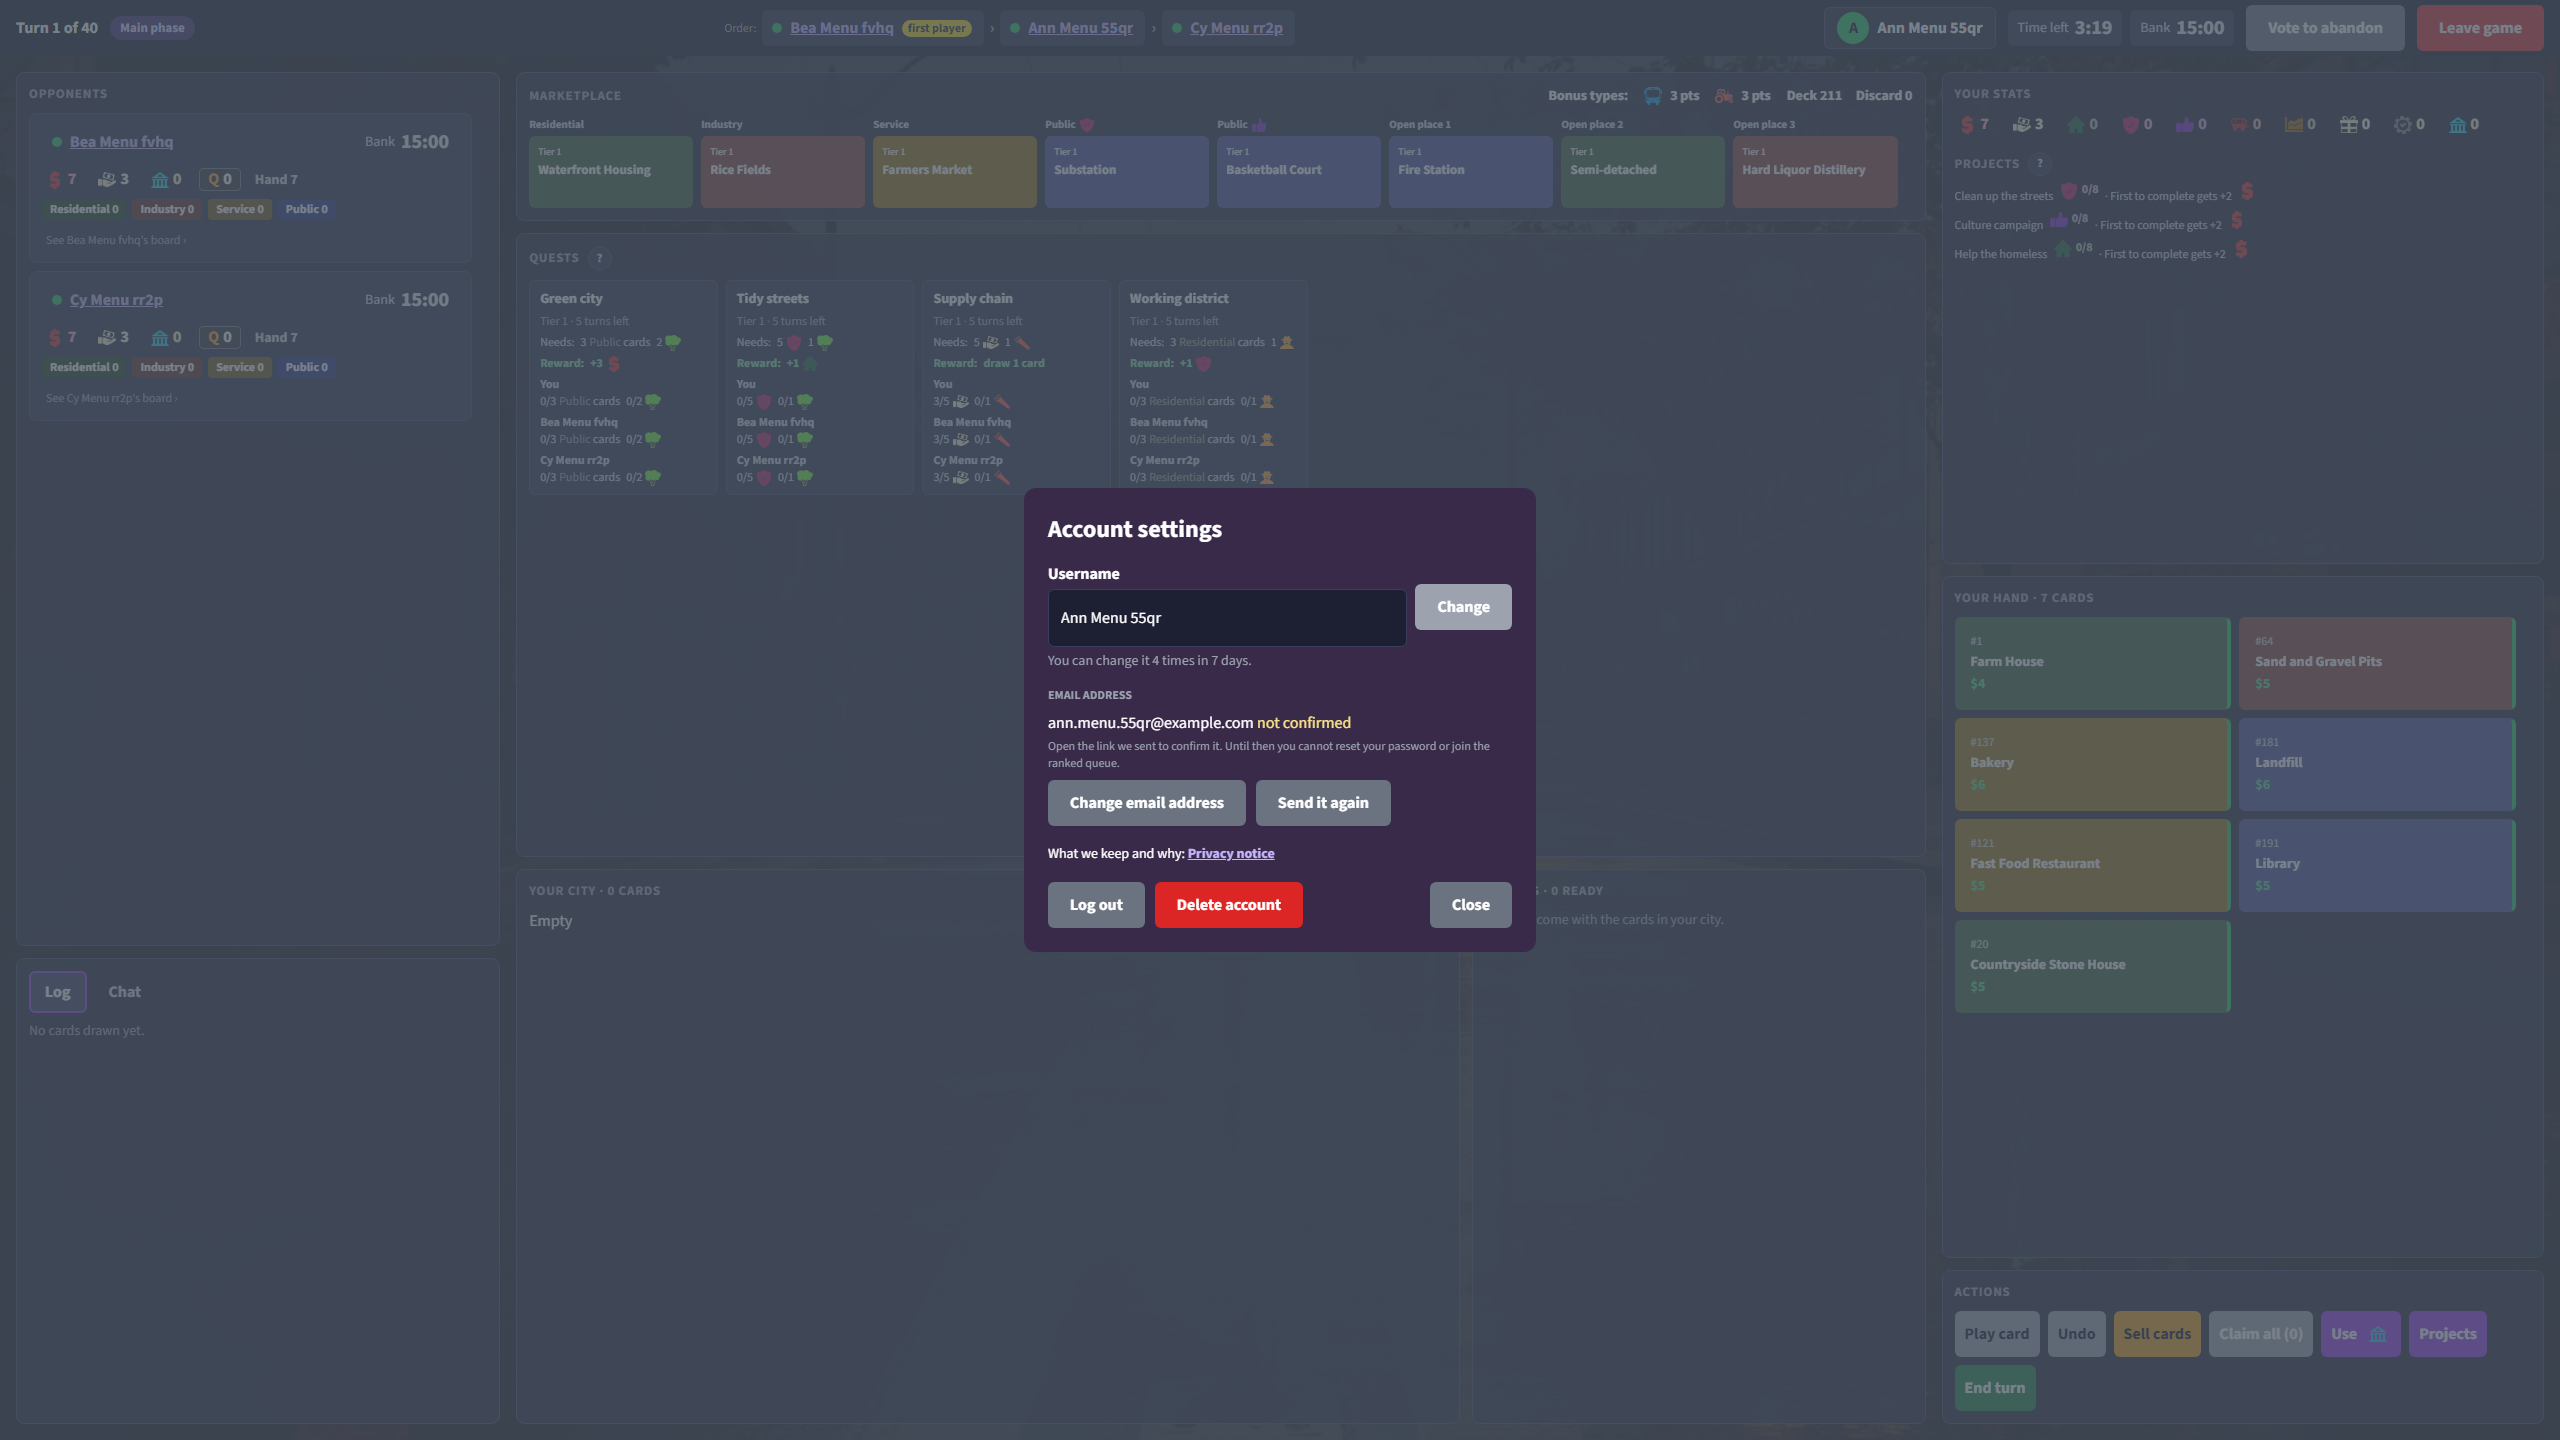 Turn 1 of 40 Main phase
Order: Bea Menu fvhq first player › Ann Menu 55qr › Cy Menu rr2p
A Ann Menu 55qr Time left 3:19 Bank 15:00 Vote to abandon Leave game
OPPONENTS
Bea Menu fvhq Bank 15:00
7 3 0 Q 0 Hand 7
Residential 0 Industry 0 Service 0 Public 0
See Bea Menu fvhq's board ›
Cy Menu rr2p Bank 15:00
7 3 0 Q 0 Hand 7
Residential 0 Industry 0 Service 0 Public 0
See Cy Menu rr2p's board ›
Log Chat
No cards drawn yet.
MARKETPLACE Bonus types: 3 pts 3 pts Deck 211 Discard 0
Residential Industry Service Public Public Open place 1 Open place 2 Open place 3
Tier 1 Tier 1 Tier 1 Tier 1 Tier 1 Tier 1 Tier 1 Tier 1
Waterfront Housing Rice Fields Farmers Market Substation Basketball Court Fire Station Semi-detached Hard Liquor Distillery
QUESTS ?
Green city
Tier 1 · 5 turns left
Needs: 3 Public cards 2
Reward: +3
You
0/3 Public cards 0/2
Bea Menu fvhq
0/3 Public cards 0/2
Cy Menu rr2p
0/3 Public cards 0/2
Tidy streets
Tier 1 · 5 turns left
Needs: 5 1
Reward: +1
You
0/5 0/1
Bea Menu fvhq
0/5 0/1
Cy Menu rr2p
0/5 0/1
Supply chain
Tier 1 · 5 turns left
Needs: 5 1
Reward: draw 1 card
You
3/5 0/1
Bea Menu fvhq
3/5 0/1
Cy Menu rr2p
3/5 0/1
Working district
Tier 1 · 5 turns left
Needs: 3 Residential cards 1
Reward: +1
You
0/3 Residential cards 0/1
Bea Menu fvhq
0/3 Residential cards 0/1
Cy Menu rr2p
0/3 Residential cards 0/1
Account settings
Username
Ann Menu 55qr Change
You can change it 4 times in 7 days.
EMAIL ADDRESS
ann.menu.55qr@example.com not confirmed
Open the link we sent to confirm it. Until then you cannot reset your password or join the
ranked queue.
Change email address Send it again
What we keep and why: Privacy notice
Log out Delete account Close
YOUR CITY · 0 CARDS
Empty
· 0 READY
come with the cards in your city.
YOUR STATS
$ 7 3 0 0 0 0 0 0 0 0
PROJECTS ?
Clean up the streets 0/8 · First to complete gets +2 $
Culture campaign 0/8 · First to complete gets +2 $
Help the homeless 0/8 · First to complete gets +2 $
YOUR HAND · 7 CARDS
#1
Farm House
$4
#64
Sand and Gravel Pits
$5
#137
Bakery
$6
#181
Landfill
$6
#121
Fast Food Restaurant
$5
#191
Library
$5
#20
Countryside Stone House
$5
ACTIONS
Play card Undo Sell cards Claim all (0) Use Projects
End turn